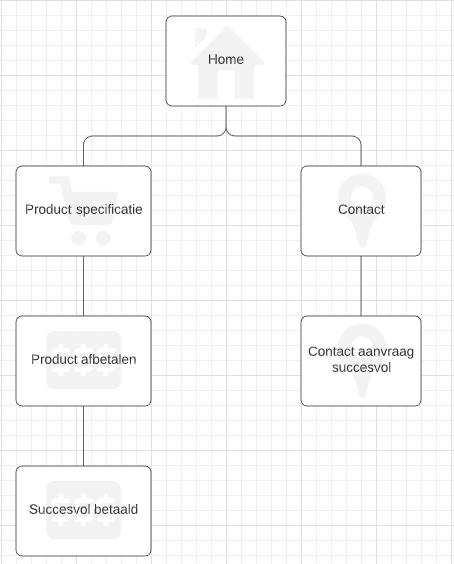 Home
Product specificatie
Contact
Product afbetalen
Contact aanvraag
succesvol
Succesvol betaald